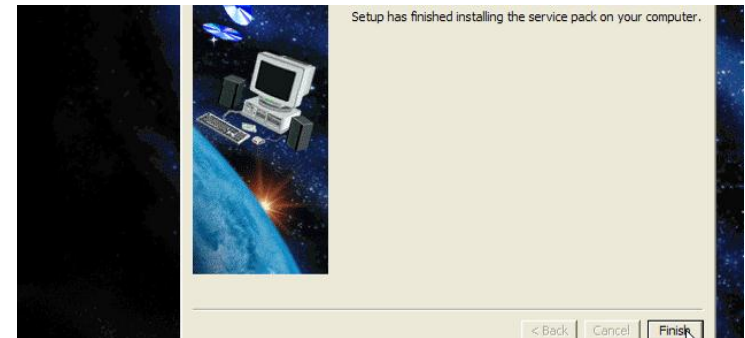 Setup has finished installing the service pack on your computer.
< Back Cancel Finish